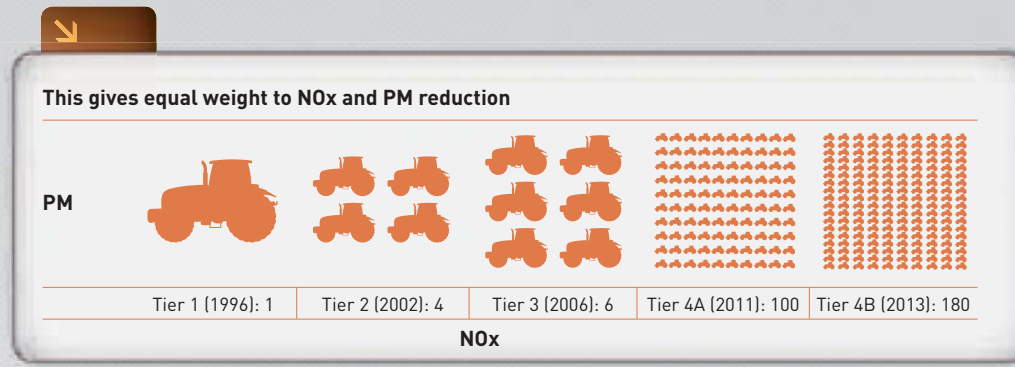 This gives equal weight to NOx and PM reduction
PM
Tier 1 (1996): 1
Tier 2 (2002): 4
Tier 3 (2006): 6
Tier 4A (2011): 100
Tier 4B (2013): 180
NOx